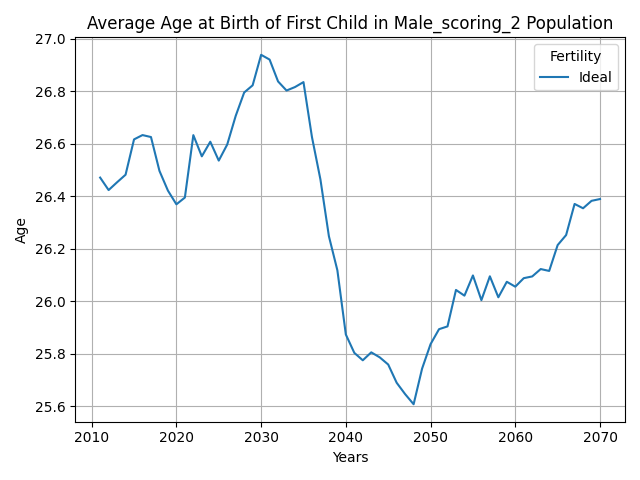 Average Age at Birth of First Child in Male_scoring_2 Population
Fertility
Ideal
Age
27.0
26.8
26.6
26.4
26.2
26.0
25.8
25.6
2010 2020 2030 2040 2050 2060 2070
Years